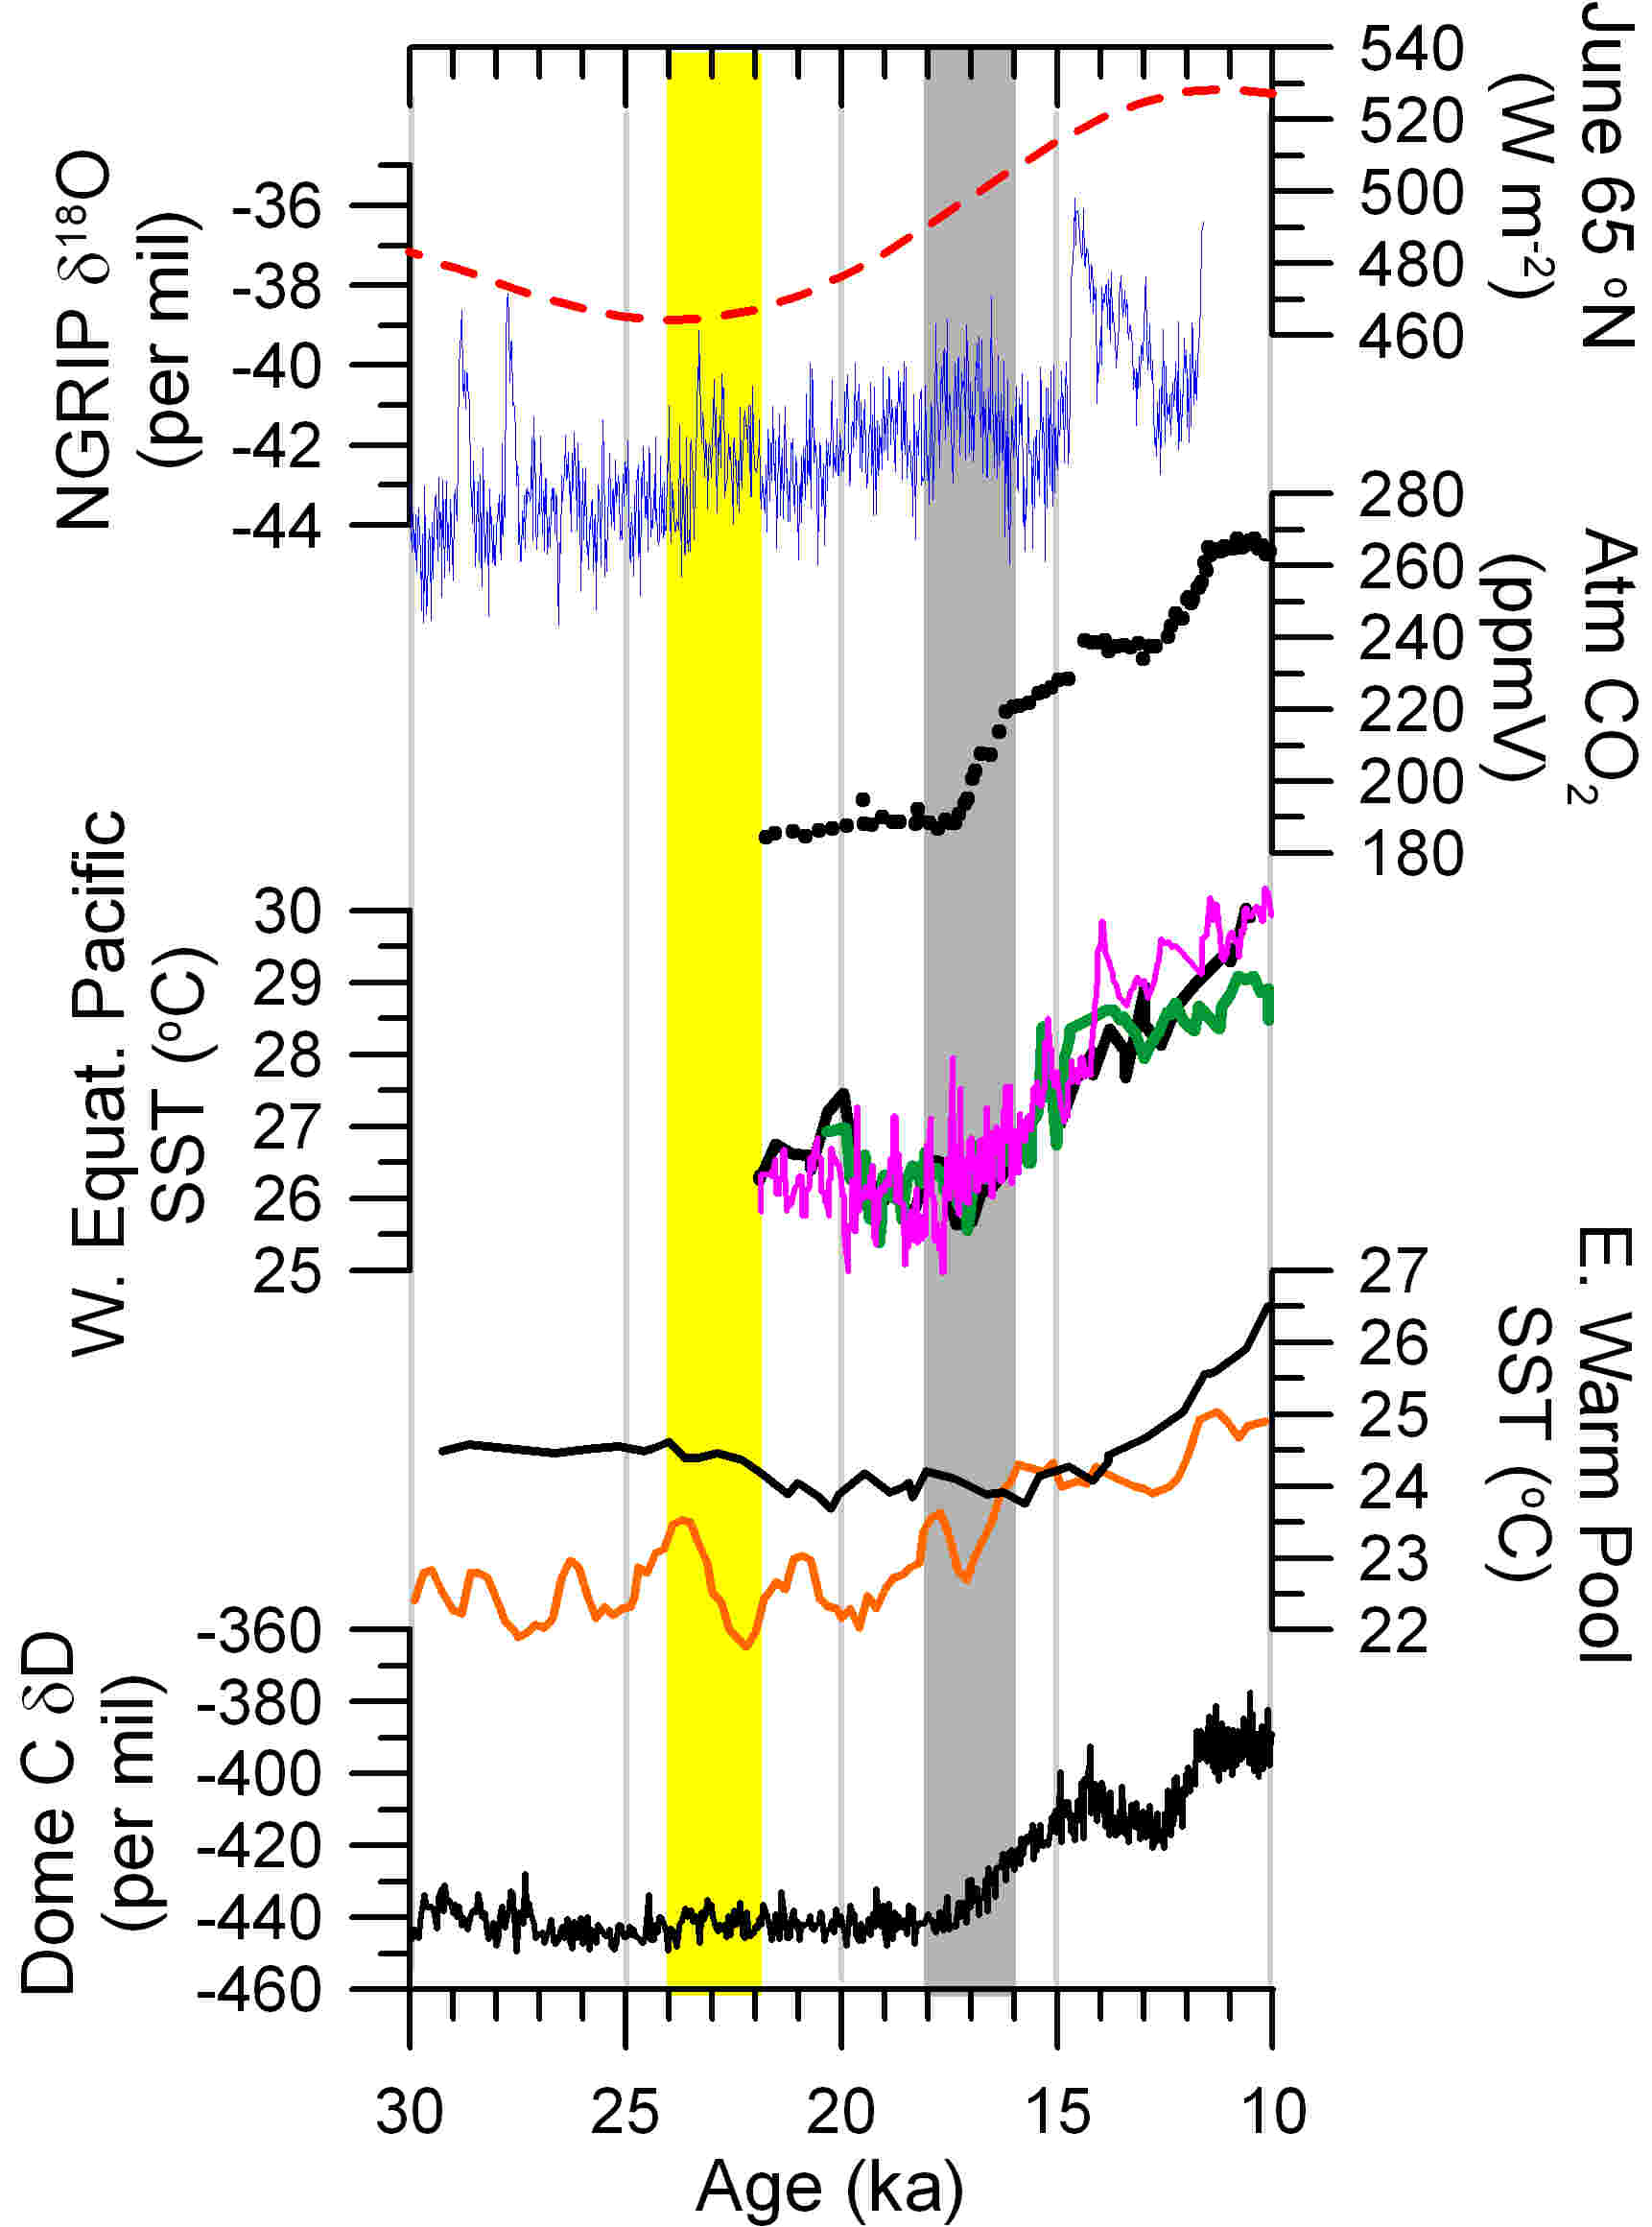 June 65 ºN
(W m-2)
540
520
500
480
460
NGRIP δ18O
(per mil)
-36
-38
-40
-42
-44
Atm CO2
(ppmV)
280
260
240
220
200
180
W. Equat. Pacific
SST (ºC)
30
29
28
27
26
25
E. Warm Pool
SST (ºC)
27
26
25
24
23
22
Dome C δD
(per mil)
-360
-380
-400
-420
-440
-460
30 25 20 15 10
Age (ka)